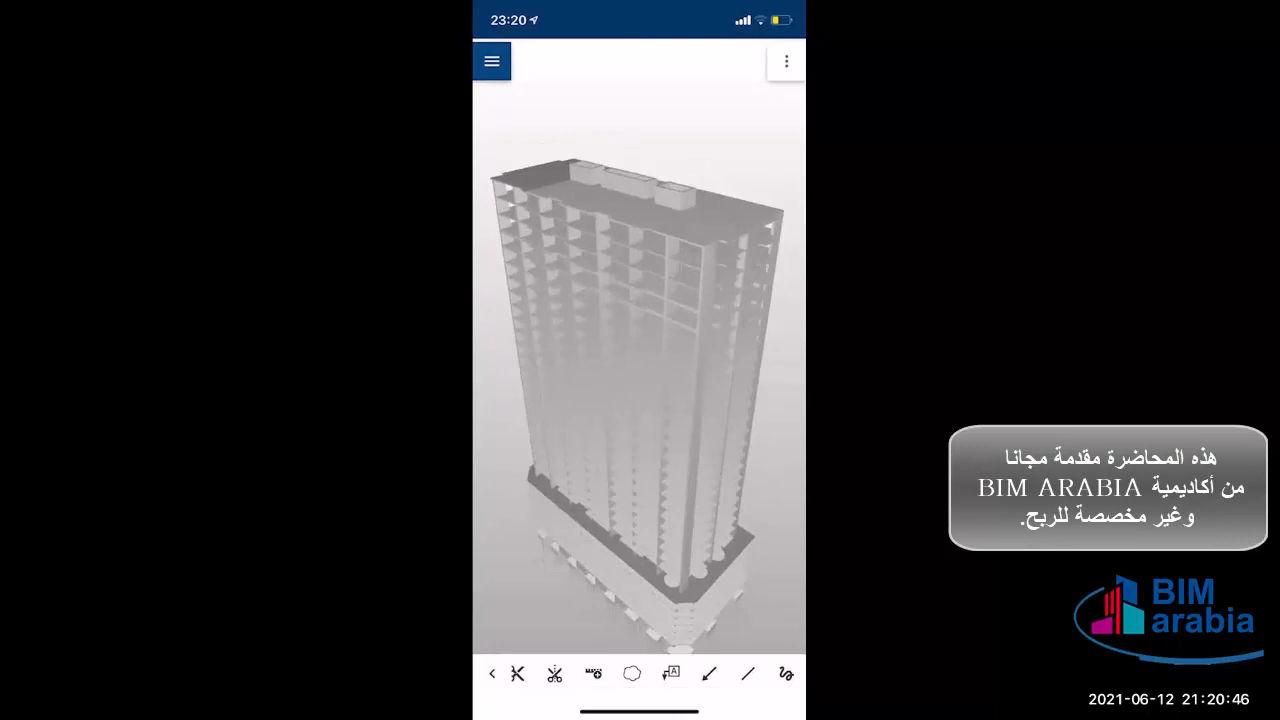 23:20
A
هذه المحاضرة مقدمة مجانا
من أكاديمية BIM ARABIA
وغير مخصصة للربح.
BIM
arabia
2021-06-12 21:20:46